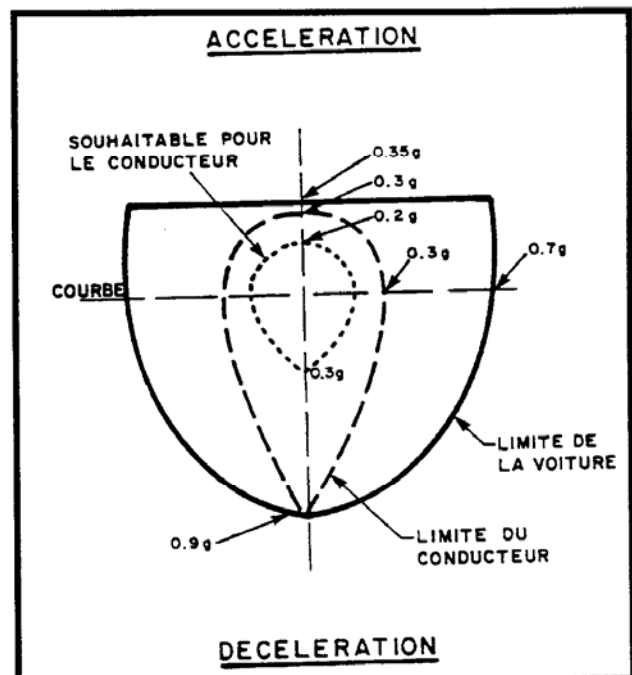 ACCELERATION
SOUHAITABLE POUR
LE CONDUCTEUR
0.35g
0.3g
0.2g
0.3g
0.7g
COURBE
0.3g
LIMITE DE
LA VOITURE
0.9g
LIMITE DU
CONDUCTEUR
DECELERATION